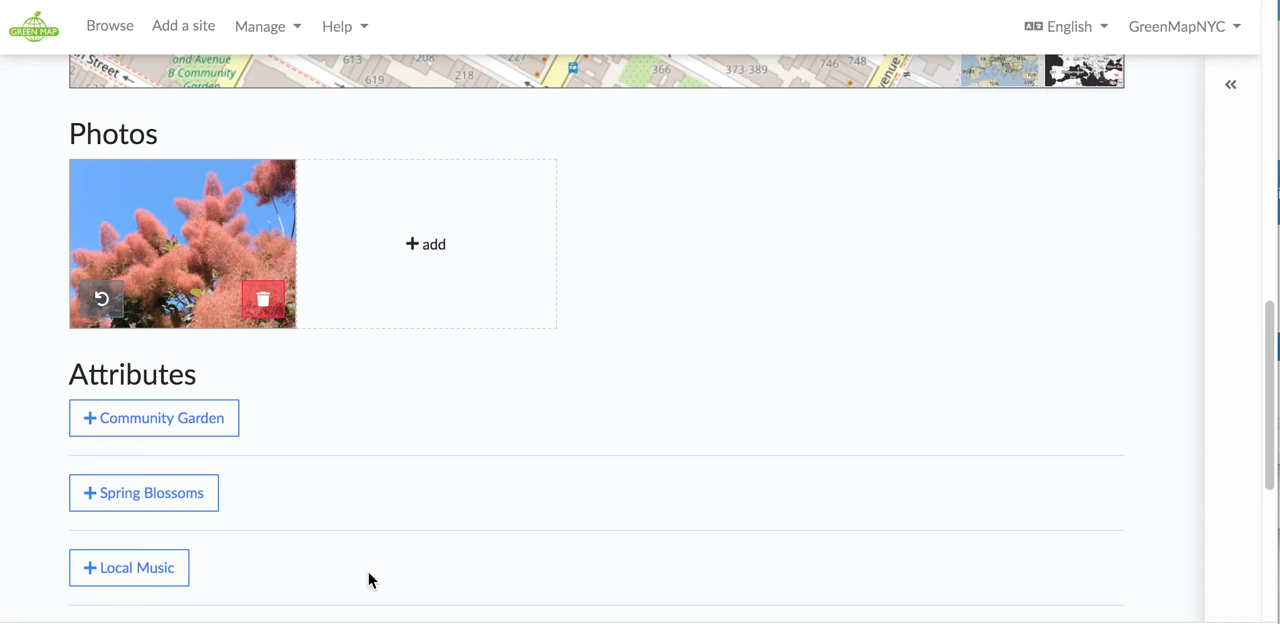 GREEN MAP
Browse Add a site Manage Help English GreenMapNYC
Street
and Avenue
B Community
Garden
613 208 227
619 218 366 373-389 746 748
Photos
add
Attributes
Community Garden
Spring Blossoms
Local Music